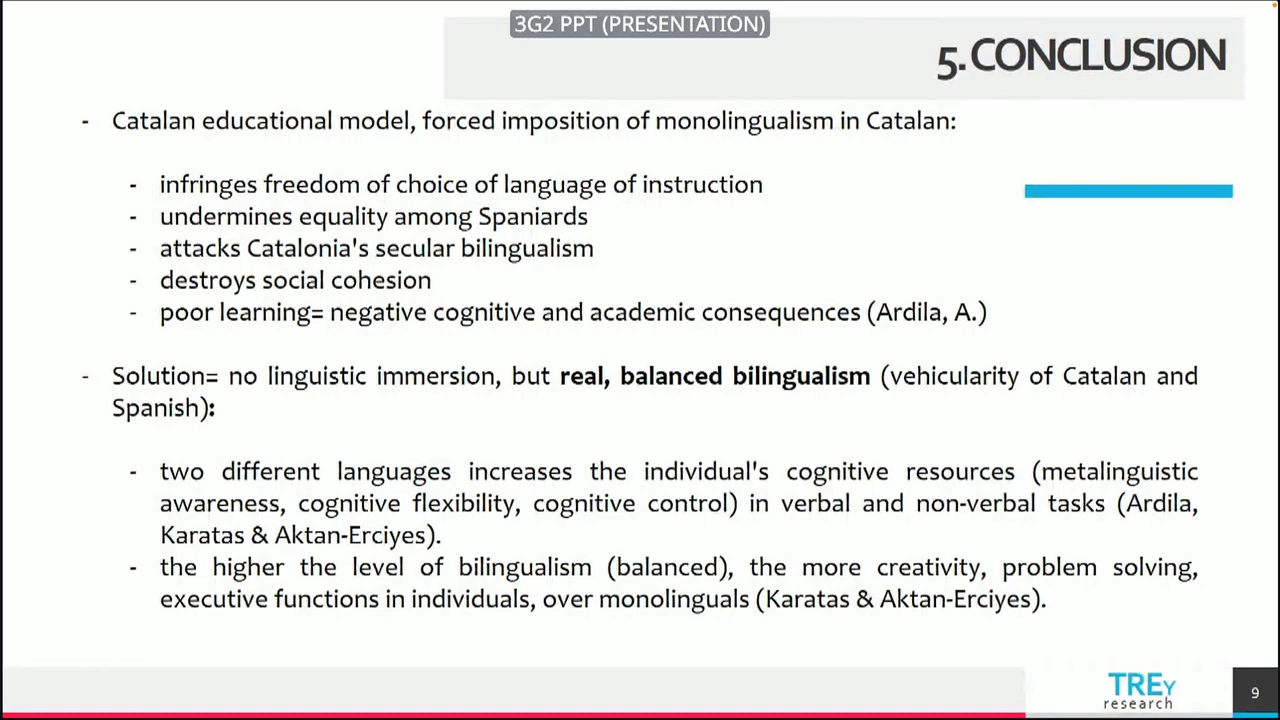 3G2 PPT (PRESENTATION)
5. CONCLUSION
- Catalan educational model, forced imposition of monolingualism in Catalan:
- infringes freedom of choice of language of instruction
- undermines equality among Spaniards
- attacks Catalonia's secular bilingualism
- destroys social cohesion
- poor learning= negative cognitive and academic consequences (Ardila, A.)
- Solution= no linguistic immersion, but real, balanced bilingualism (vehicularity of Catalan and
Spanish):
- two different languages increases the individual's cognitive resources (metalinguistic
awareness, cognitive flexibility, cognitive control) in verbal and non-verbal tasks (Ardila,
Karatas & Aktan-Erciyes).
- the higher the level of bilingualism (balanced), the more creativity, problem solving,
executive functions in individuals, over monolinguals (Karatas & Aktan-Erciyes).
TREY
research
9